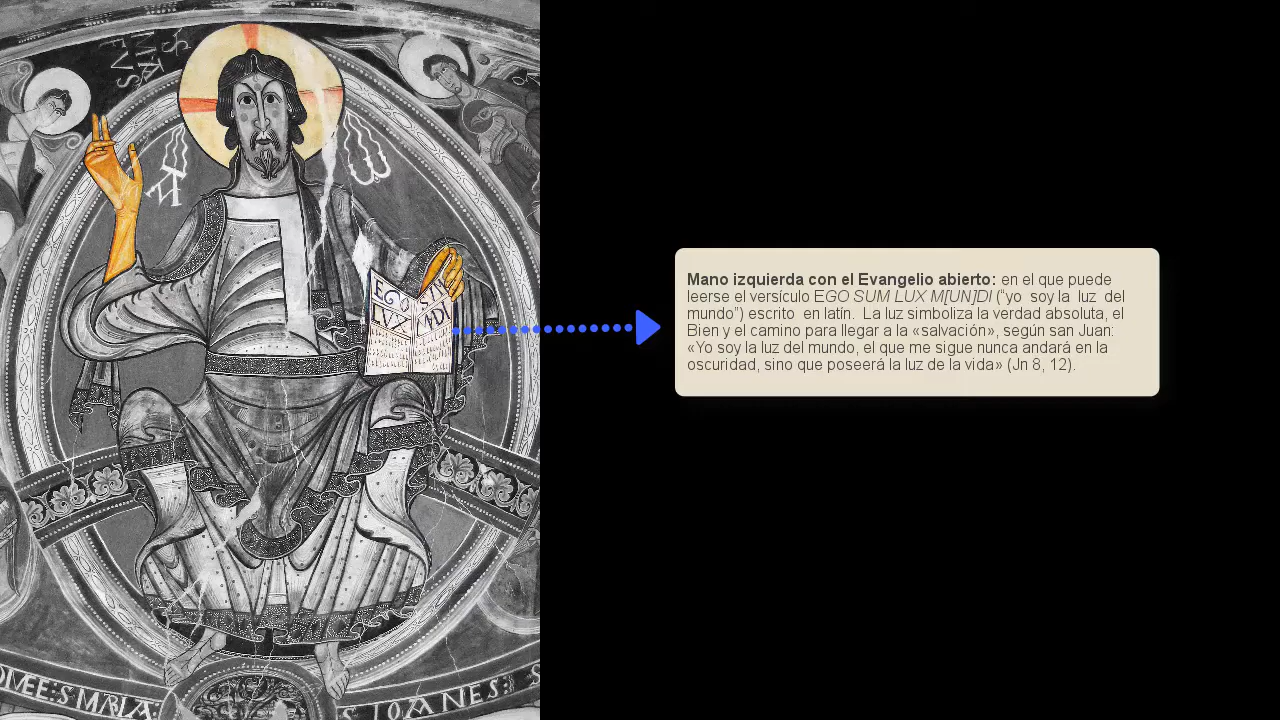 EGO SUM
LUX MDI
S MARIA
IOANES: S
Mano izquierda con el Evangelio abierto: en el que puede
leerse el versículo EGO SUM LUX M[UN]DI (“yo soy la luz del
mundo”) escrito en latín. La luz simboliza la verdad absoluta, el
Bien y el camino para llegar a la «salvación», según san Juan:
«Yo soy la luz del mundo, el que me sigue nunca andará en la
oscuridad, sino que poseerá la luz de la vida» (Jn 8, 12).